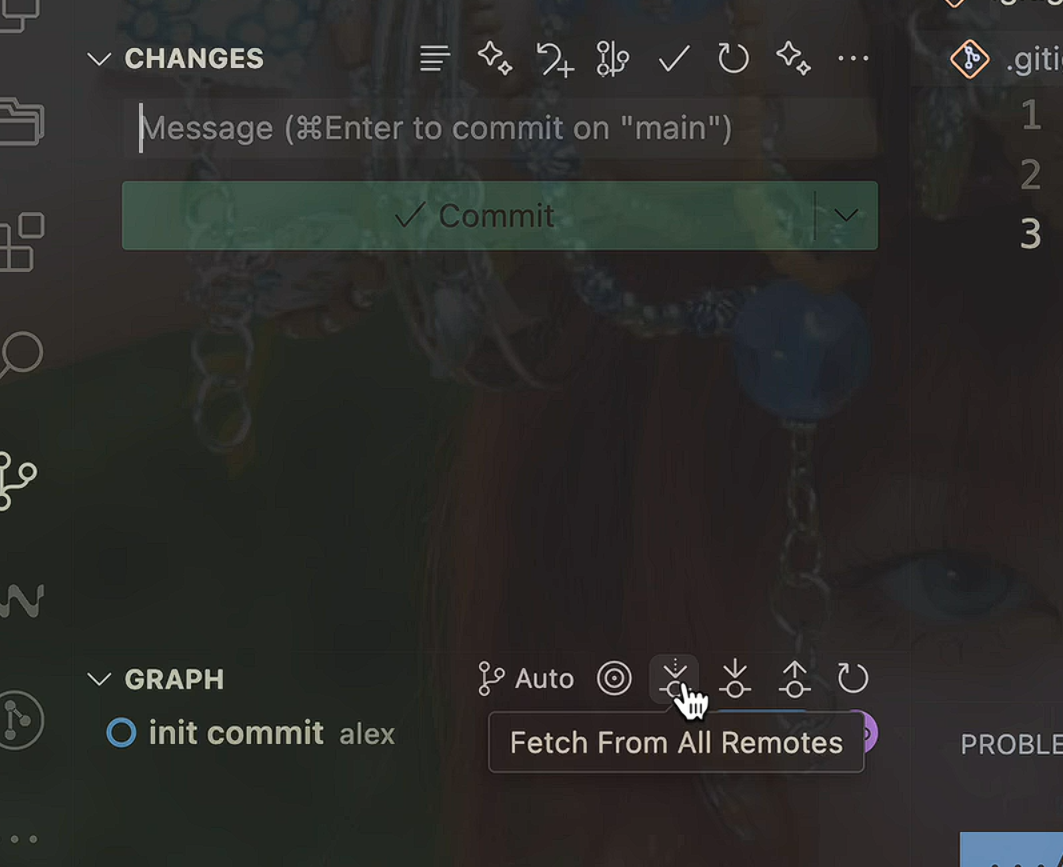 CHANGES
Message (⌘Enter to commit on "main")
Commit
GRAPH
Auto
init commit alex
Fetch From All Remotes
.giti
1
2
3
PROBLE